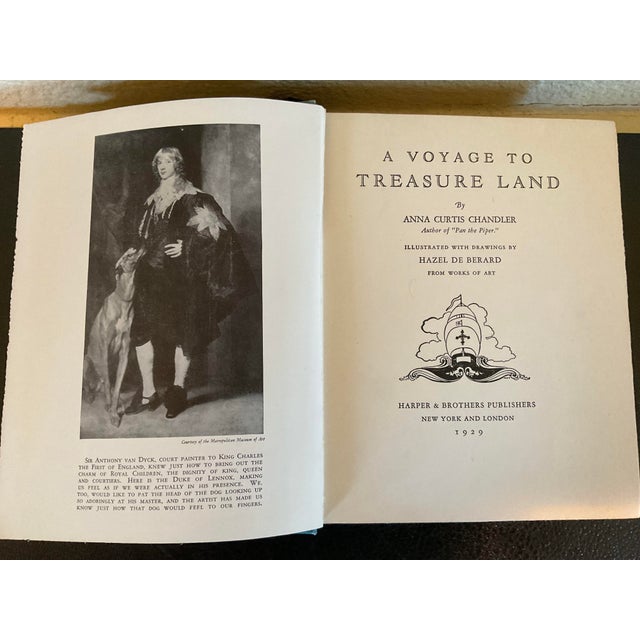 Courtesy of the Metropolitan Museum of Art
Sir Anthony van Dyck, court painter to King Charles
the First of England, knew just how to bring out the
charm of Royal Children, the dignity of king, queen
and courtiers. Here is the Duke of Lennox, making
us feel as if we were actually in his presence. We,
too, would like to pat the head of the dog looking up
so adoringly at his master, and the artist has made us
know just how that dog would feel to our fingers.
A VOYAGE TO
TREASURE LAND
By
ANNA CURTIS CHANDLER
Author of "Pan the Piper."
ILLUSTRATED WITH DRAWINGS BY
HAZEL DE BERARD
FROM WORKS OF ART
HARPER & BROTHERS PUBLISHERS
NEW YORK AND LONDON
1929